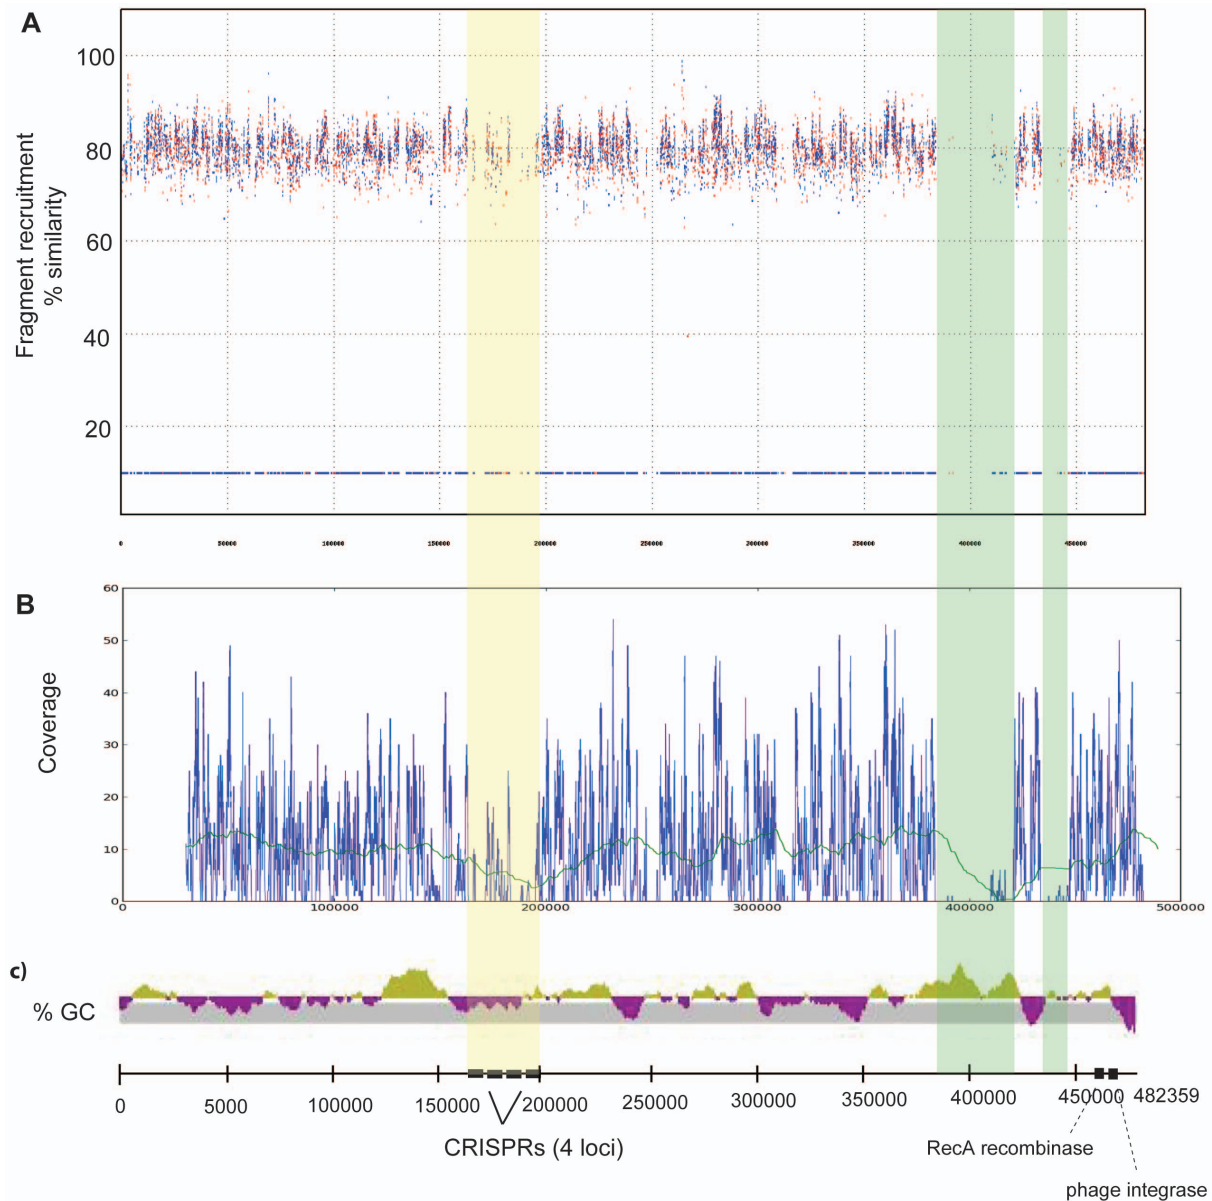 A
100
80
60
40
20
Fragment recruitment
% similarity
0 50000 100000 150000 200000 250000 300000 350000 400000 450000
B
60
50
40
30
20
10
0
Coverage
0 100000 200000 300000 400000 500000
c)
% GC
0 5000 100000 150000 200000 250000 300000 350000 400000 450000 482359
CRISPRs (4 loci)
RecA recombinase
phage integrase